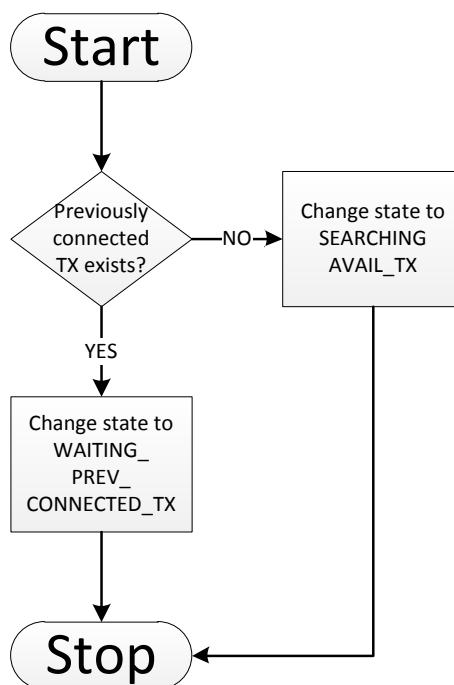 Start
Previously
connected
TX exists?
NO
Change state to
SEARCHING
AVAIL_TX
YES
Change state to
WAITING_
PREV_
CONNECTED_TX
Stop